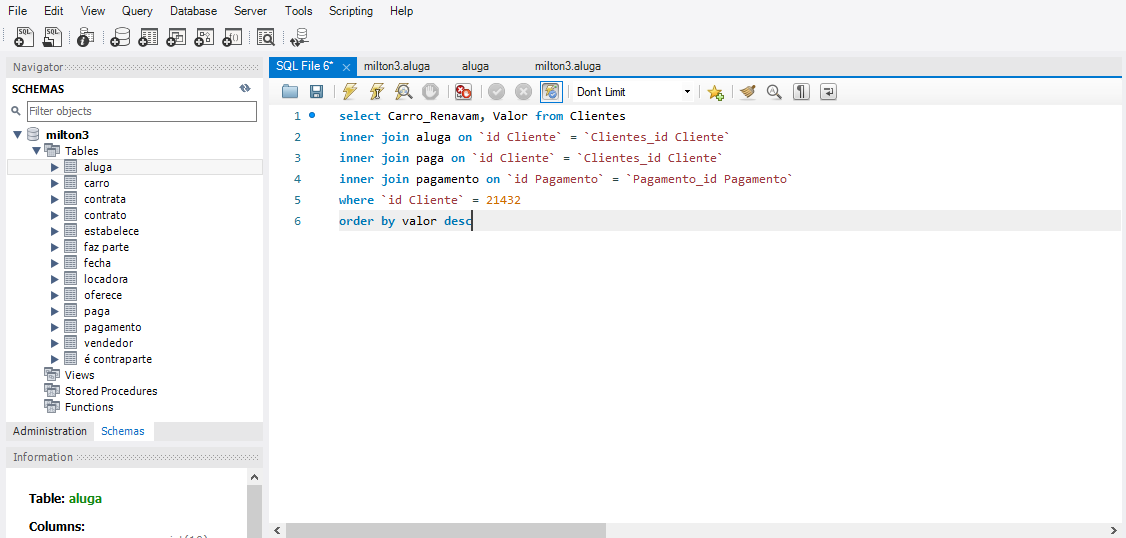 File Edit View Query Database Server Tools Scripting Help
Navigator
SCHEMAS
Filter objects
milton3
Tables
aluga
carro
contrata
contrato
estabelece
faz parte
fecha
locadora
oferece
paga
pagamento
vendedor
é contraparte
Views
Stored Procedures
Functions
Administration Schemas
Information
Table: aluga
Columns:
SQL File 6* milton3.aluga aluga milton3.aluga
Don't Limit
1 select Carro_Renavam, Valor from Clientes
2 inner join aluga on `id Cliente` = `Clientes_id Cliente`
3 inner join paga on `id Cliente` = `Clientes_id Cliente`
4 inner join pagamento on `id Pagamento` = `Pagamento_id Pagamento`
5 where `id Cliente` = 21432
6 order by valor desc